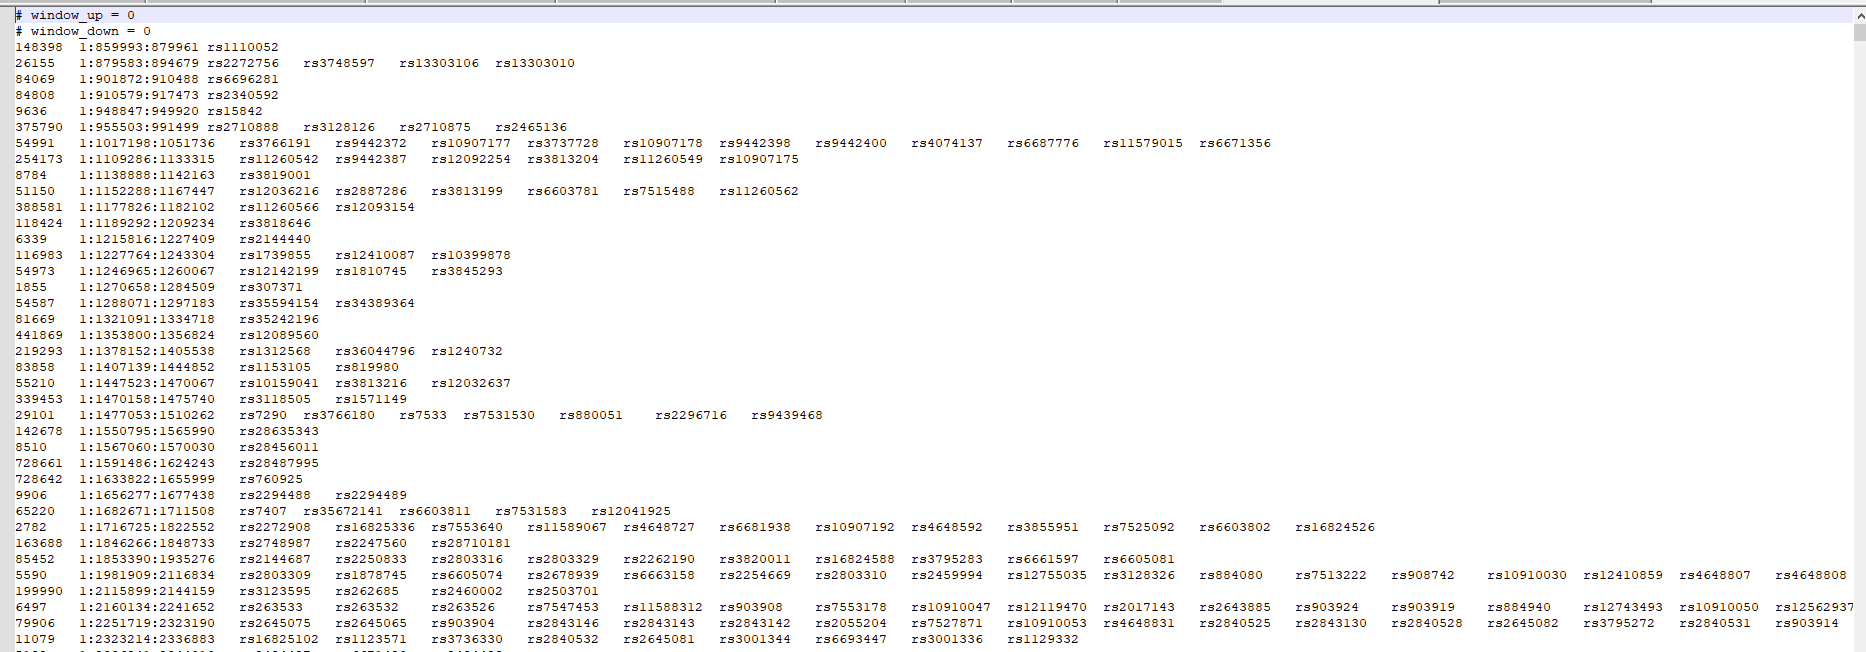 # window_up = 0
# window_down = 0
148398 1:859993:879961 rs1110052
26155 1:879583:894679 rs2272756 rs3748597 rs13303106 rs13303010
84069 1:901872:910488 rs6696281
84808 1:910579:917473 rs2340592
9636 1:948847:949920 rs15842
375790 1:955503:991499 rs2710888 rs3128126 rs2710875 rs2465136
54991 1:1017198:1051736 rs3766191 rs9442372 rs10907177 rs3737728 rs10907178 rs9442398 rs9442400 rs4074137 rs6687776 rs11579015 rs6671356
254173 1:1109286:1133315 rs11260542 rs9442387 rs12092254 rs3813204 rs11260549 rs10907175
8784 1:1138888:1142163 rs3819001
51150 1:1152288:1167447 rs12036216 rs2887286 rs3813199 rs6603781 rs7515488 rs11260562
388581 1:1177826:1182102 rs11260566 rs12093154
118424 1:1189292:1209234 rs3818646
6339 1:1215816:1227409 rs2144440
116983 1:1227764:1243304 rs1739855 rs12410087 rs10399878
54973 1:1246965:1260067 rs12142199 rs1810745 rs3845293
1855 1:1270658:1284509 rs307371
54587 1:1288071:1297183 rs35594154 rs34389364
81669 1:1321091:1334718 rs35242196
441869 1:1353800:1356824 rs12089560
219293 1:1378152:1405538 rs1312568 rs36044796 rs1240732
83858 1:1407139:1444852 rs1153105 rs819980
55210 1:1447523:1470067 rs10159041 rs3813216 rs12032637
339453 1:1470158:1475740 rs3118505 rs1571149
29101 1:1477053:1510262 rs7290 rs3766180 rs7533 rs7531530 rs880051 rs2296716 rs9439468
142678 1:1550795:1565990 rs28635343
8510 1:1567060:1570030 rs28456011
728661 1:1591486:1624243 rs28487995
728642 1:1633822:1655999 rs760925
9906 1:1656277:1677438 rs2294488 rs2294489
65220 1:1682671:1711508 rs7407 rs35672141 rs6603811 rs7531583 rs12041925
2782 1:1716725:1822552 rs2272908 rs16825336 rs7553640 rs11589067 rs4648727 rs6681938 rs10907192 rs4648592 rs3855951 rs7525092 rs6603802 rs16824526
163688 1:1846266:1848733 rs2748987 rs2247560 rs28710181
85452 1:1853390:1935276 rs2144687 rs2250833 rs2803316 rs2803329 rs2262190 rs3820011 rs16824588 rs3795283 rs6661597 rs6605081
5590 1:1981909:2116834 rs2803309 rs1878745 rs6605074 rs2678939 rs6663158 rs2254669 rs2803310 rs2459994 rs12755035 rs3128326 rs884080 rs7513222 rs908742 rs10910030 rs12410859 rs4648807 rs4648808
199990 1:2115899:2144159 rs3123595 rs262685 rs2460002 rs2503701
6497 1:2160134:2241652 rs263533 rs263532 rs263526 rs7547453 rs11588312 rs903908 rs7553178 rs10910047 rs12119470 rs2017143 rs2643885 rs903924 rs903919 rs884940 rs12743493 rs10910050 rs12562937
79906 1:2251719:2323190 rs2645075 rs2645065 rs903904 rs2843146 rs2843143 rs2843142 rs2055204 rs7527871 rs10910053 rs4648831 rs2840525 rs2843130 rs2840528 rs2645082 rs3795272 rs2840531 rs903914
11079 1:2323214:2336883 rs16825102 rs1123571 rs3736330 rs2840532 rs2645081 rs3001344 rs6693447 rs3001336 rs1129332